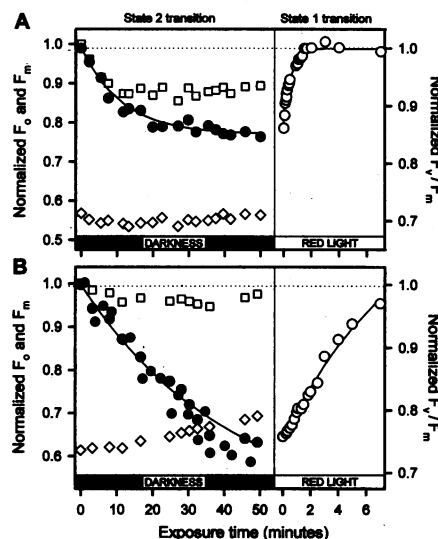 State 2 transition State 1 transition
A
1.0
0.9
0.8
0.7
0.6
0.5
Normalized Fo and Fm.
1.0
0.9
0.8
0.7
Normalized Fv/Fm
DARKNESS RED LIGHT
B
1.0
0.9
0.8
0.7
0.6
Normalized Fo and Fm
1.0
0.9
0.8
0.7
Normalized Fv/Fm
DARKNESS RED LIGHT
0 10 20 30 40 50 0 2 4 6
Exposure time (minutes)